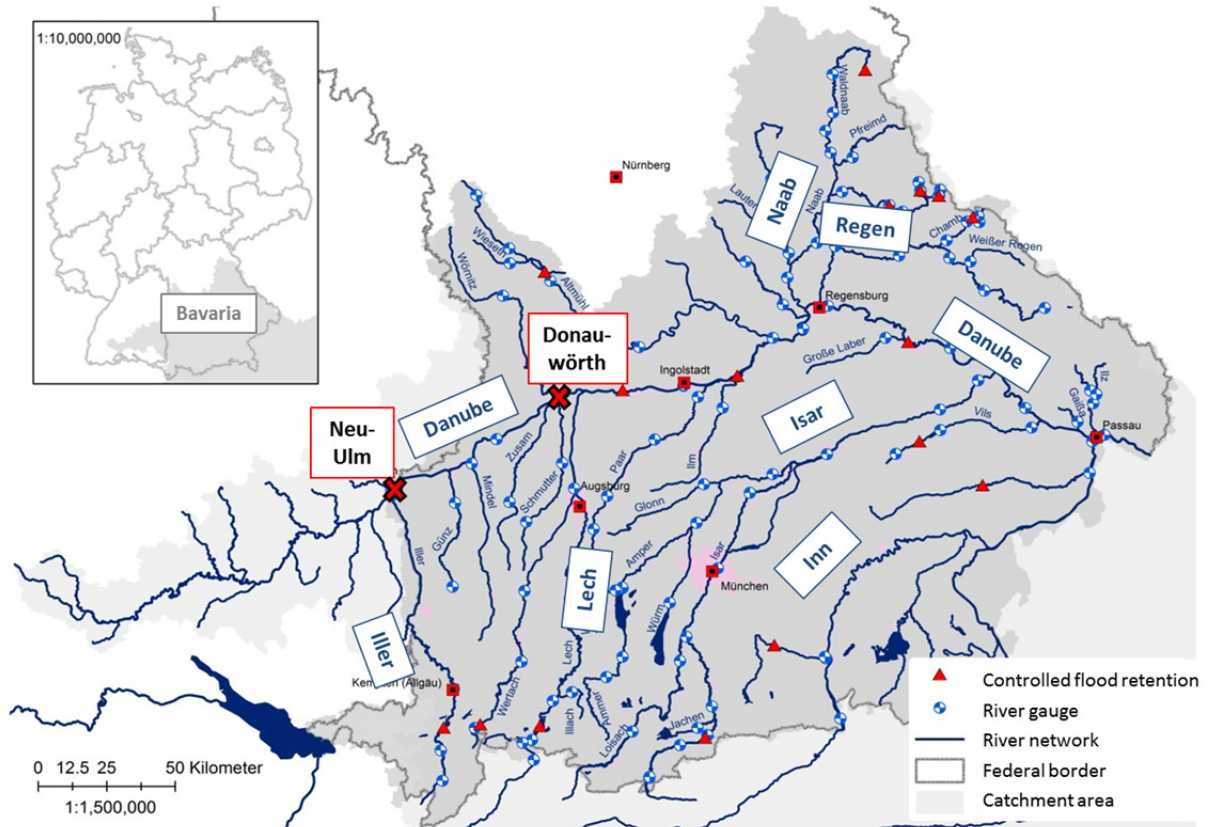 1:10,000,000
Bavaria
Nürnberg
Waldnaab
Pfreimd
Naab
Naab
Lauter
Regen
Chamb
Weißer Regen
Wieseth
Wörnitz
Altmühl
Regensburg
Donau-
wörth
Ingolstadt
Große Laber
Danube
Ilz
Gaißa
Passau
Neu-
Ulm
Danube
Isar
Vils
Zusam
Paar
Ilm
Mindel
Schmutter
Augsburg
Glonn
Günz
Iller
Amper
Isar
München
Inn
Lech
Würm
Iller
Lech
Kem
(Allgäu)
Wertach
Illach
Ammer
Loisach
Jachen
0 12.5 25 50 Kilometer
1:1,500,000
Controlled flood retention
River gauge
River network
Federal border
Catchment area